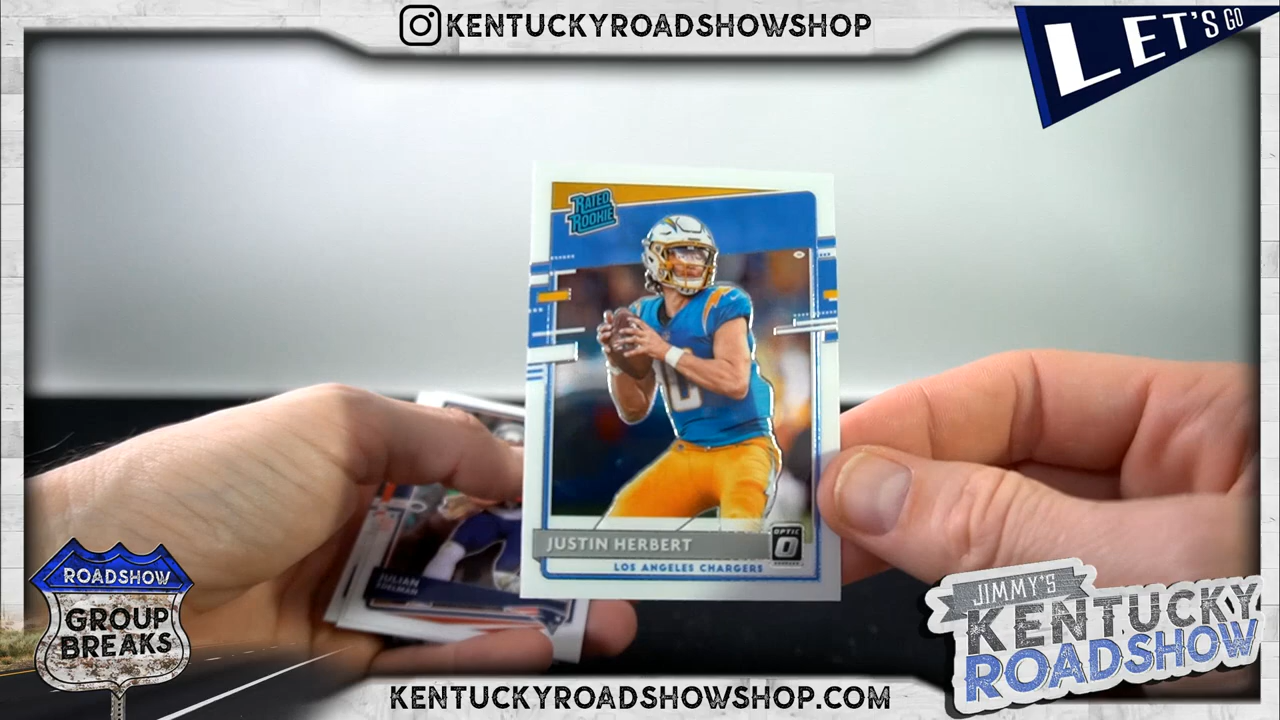 KENTUCKYROADSHOWSHOP
LET'S GO
RATED
ROOKIE
10
JUSTIN HERBERT
OPTIC
LOS ANGELES CHARGERS
JULIAN
EDELMAN
ROADSHOW
GROUP
BREAKS
JIMMY'S
KENTUCKY
ROADSHOW
KENTUCKYROADSHOWSHOP.COM